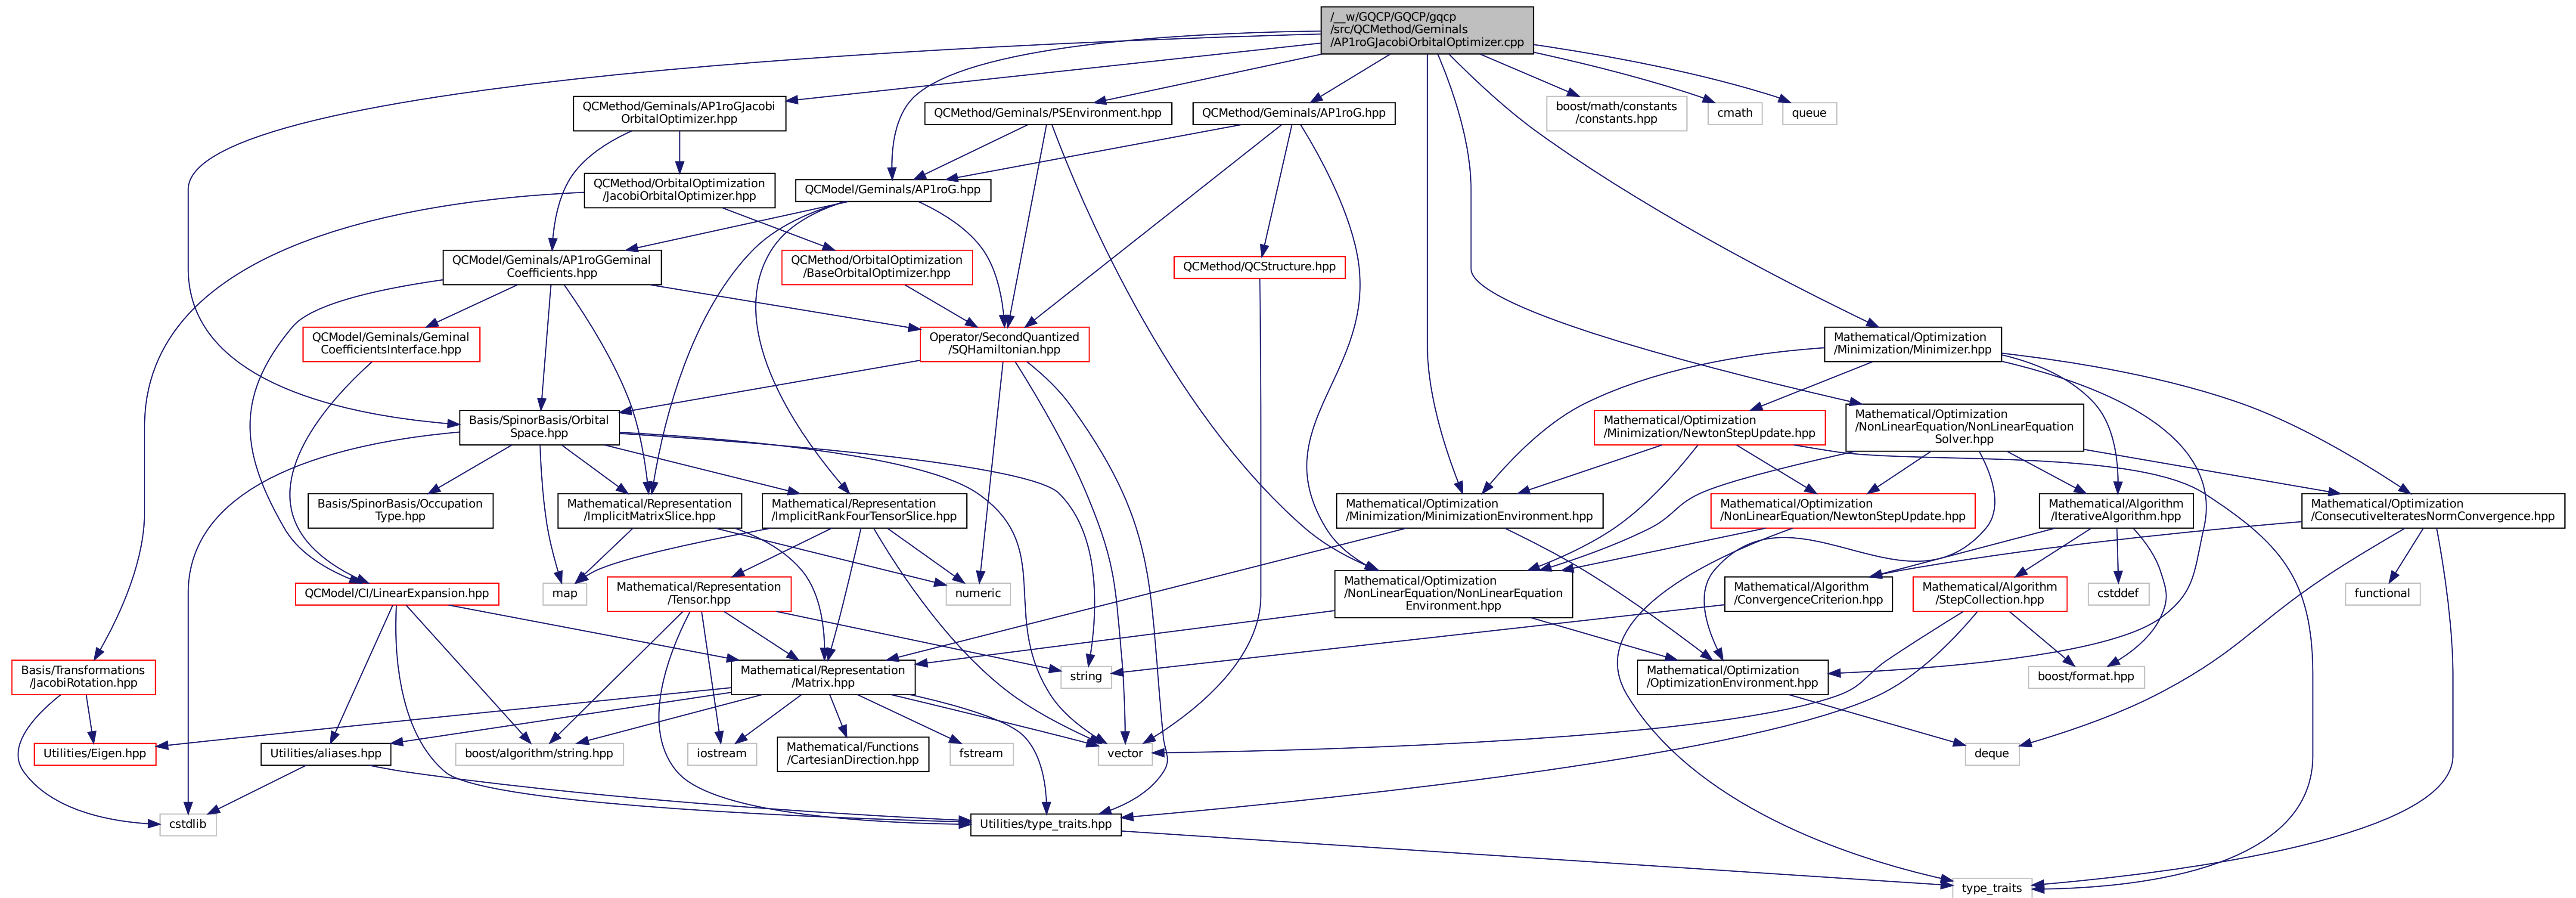 /__w/GQCP/GQCP/gqcp
/src/QCMethod/Geminals
/AP1roGJacobiOrbitalOptimizer.cpp
QCMethod/Geminals/AP1roGJacobi
OrbitalOptimizer.hpp
QCMethod/Geminals/PSEnvironment.hpp
QCMethod/Geminals/AP1roG.hpp
boost/math/constants
/constants.hpp
cmath
queue
QCMethod/OrbitalOptimization
/JacobiOrbitalOptimizer.hpp
QCModel/Geminals/AP1roG.hpp
QCModel/Geminals/AP1roGGeminal
Coefficients.hpp
QCMethod/OrbitalOptimization
/BaseOrbitalOptimizer.hpp
QCMethod/QCStructure.hpp
QCModel/Geminals/Geminal
CoefficientsInterface.hpp
Operator/SecondQuantized
/SQHamiltonian.hpp
Mathematical/Optimization
/Minimization/Minimizer.hpp
Basis/SpinorBasis/Orbital
Space.hpp
Mathematical/Optimization
/Minimization/NewtonStepUpdate.hpp
Mathematical/Optimization
/NonLinearEquation/NonLinearEquation
Solver.hpp
Basis/SpinorBasis/Occupation
Type.hpp
Mathematical/Representation
/ImplicitMatrixSlice.hpp
Mathematical/Representation
/ImplicitRankFourTensorSlice.hpp
Mathematical/Optimization
/Minimization/MinimizationEnvironment.hpp
Mathematical/Optimization
/NonLinearEquation/NewtonStepUpdate.hpp
Mathematical/Algorithm
/IterativeAlgorithm.hpp
Mathematical/Optimization
/ConsecutiveIteratesNormConvergence.hpp
QCModel/CI/LinearExpansion.hpp
map
Mathematical/Representation
/Tensor.hpp
numeric
Mathematical/Optimization
/NonLinearEquation/NonLinearEquation
Environment.hpp
Mathematical/Algorithm
/ConvergenceCriterion.hpp
Mathematical/Algorithm
/StepCollection.hpp
cstddef
functional
Basis/Transformations
/JacobiRotation.hpp
Mathematical/Representation
/Matrix.hpp
string
Mathematical/Optimization
/OptimizationEnvironment.hpp
boost/format.hpp
Utilities/Eigen.hpp
Utilities/aliases.hpp
boost/algorithm/string.hpp
iostream
Mathematical/Functions
/CartesianDirection.hpp
fstream
vector
deque
cstdlib
Utilities/type_traits.hpp
type_traits